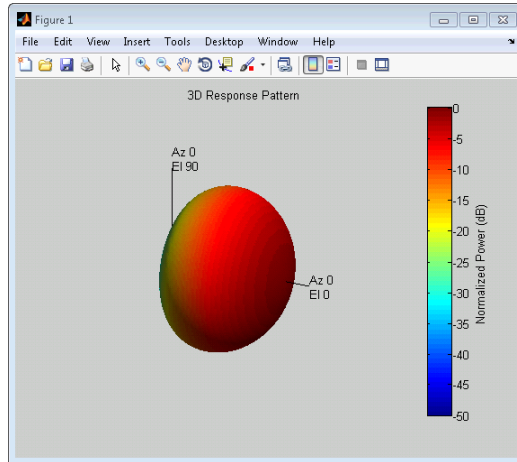 Figure 1
File Edit View Insert Tools Desktop Window Help
3D Response Pattern
Az 0
El 90
Az 0
El 0
0
-5
-10
-15
-20
-25
-30
-35
-40
-45
-50
Normalized Power (dB)